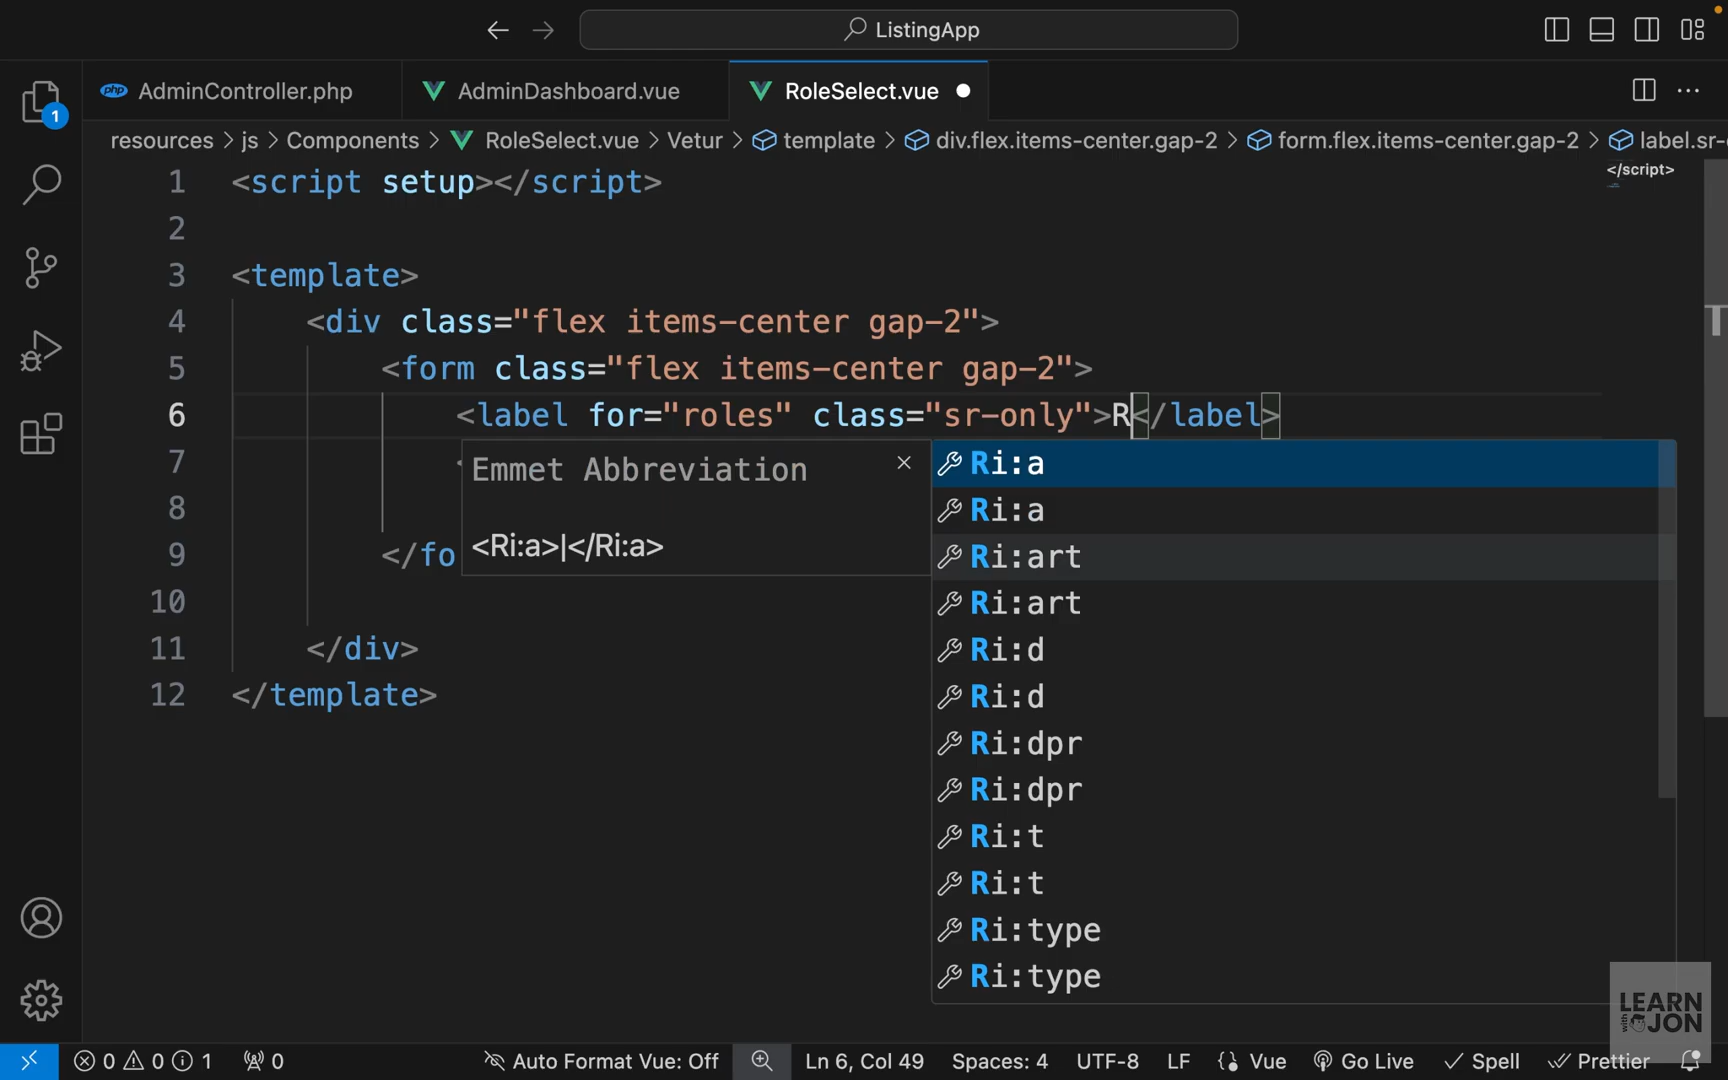 ListingApp
php AdminController.php AdminDashboard.vue RoleSelect.vue
1
resources > js > Components > RoleSelect.vue > Vetur > template > div.flex.items-center.gap-2 > form.flex.items-center.gap-2 > label.sr-
1 <script setup></script>
</script>
2
3 <template>
4 <div class="flex items-center gap-2">
5 <form class="flex items-center gap-2">
6 <label for="roles" class="sr-only">R</label>
7
8
9 </fo
10
11 </div>
12 </template>
Emmet Abbreviation
<Ri:a>|</Ri:a>
Ri:a
Ri:a
Ri:art
Ri:art
Ri:d
Ri:d
Ri:dpr
Ri:dpr
Ri:t
Ri:t
Ri:type
Ri:type
LEARN
with JON
0 0 1 0 Auto Format Vue: Off Ln 6, Col 49 Spaces: 4 UTF-8 LF Vue Go Live Spell Prettier